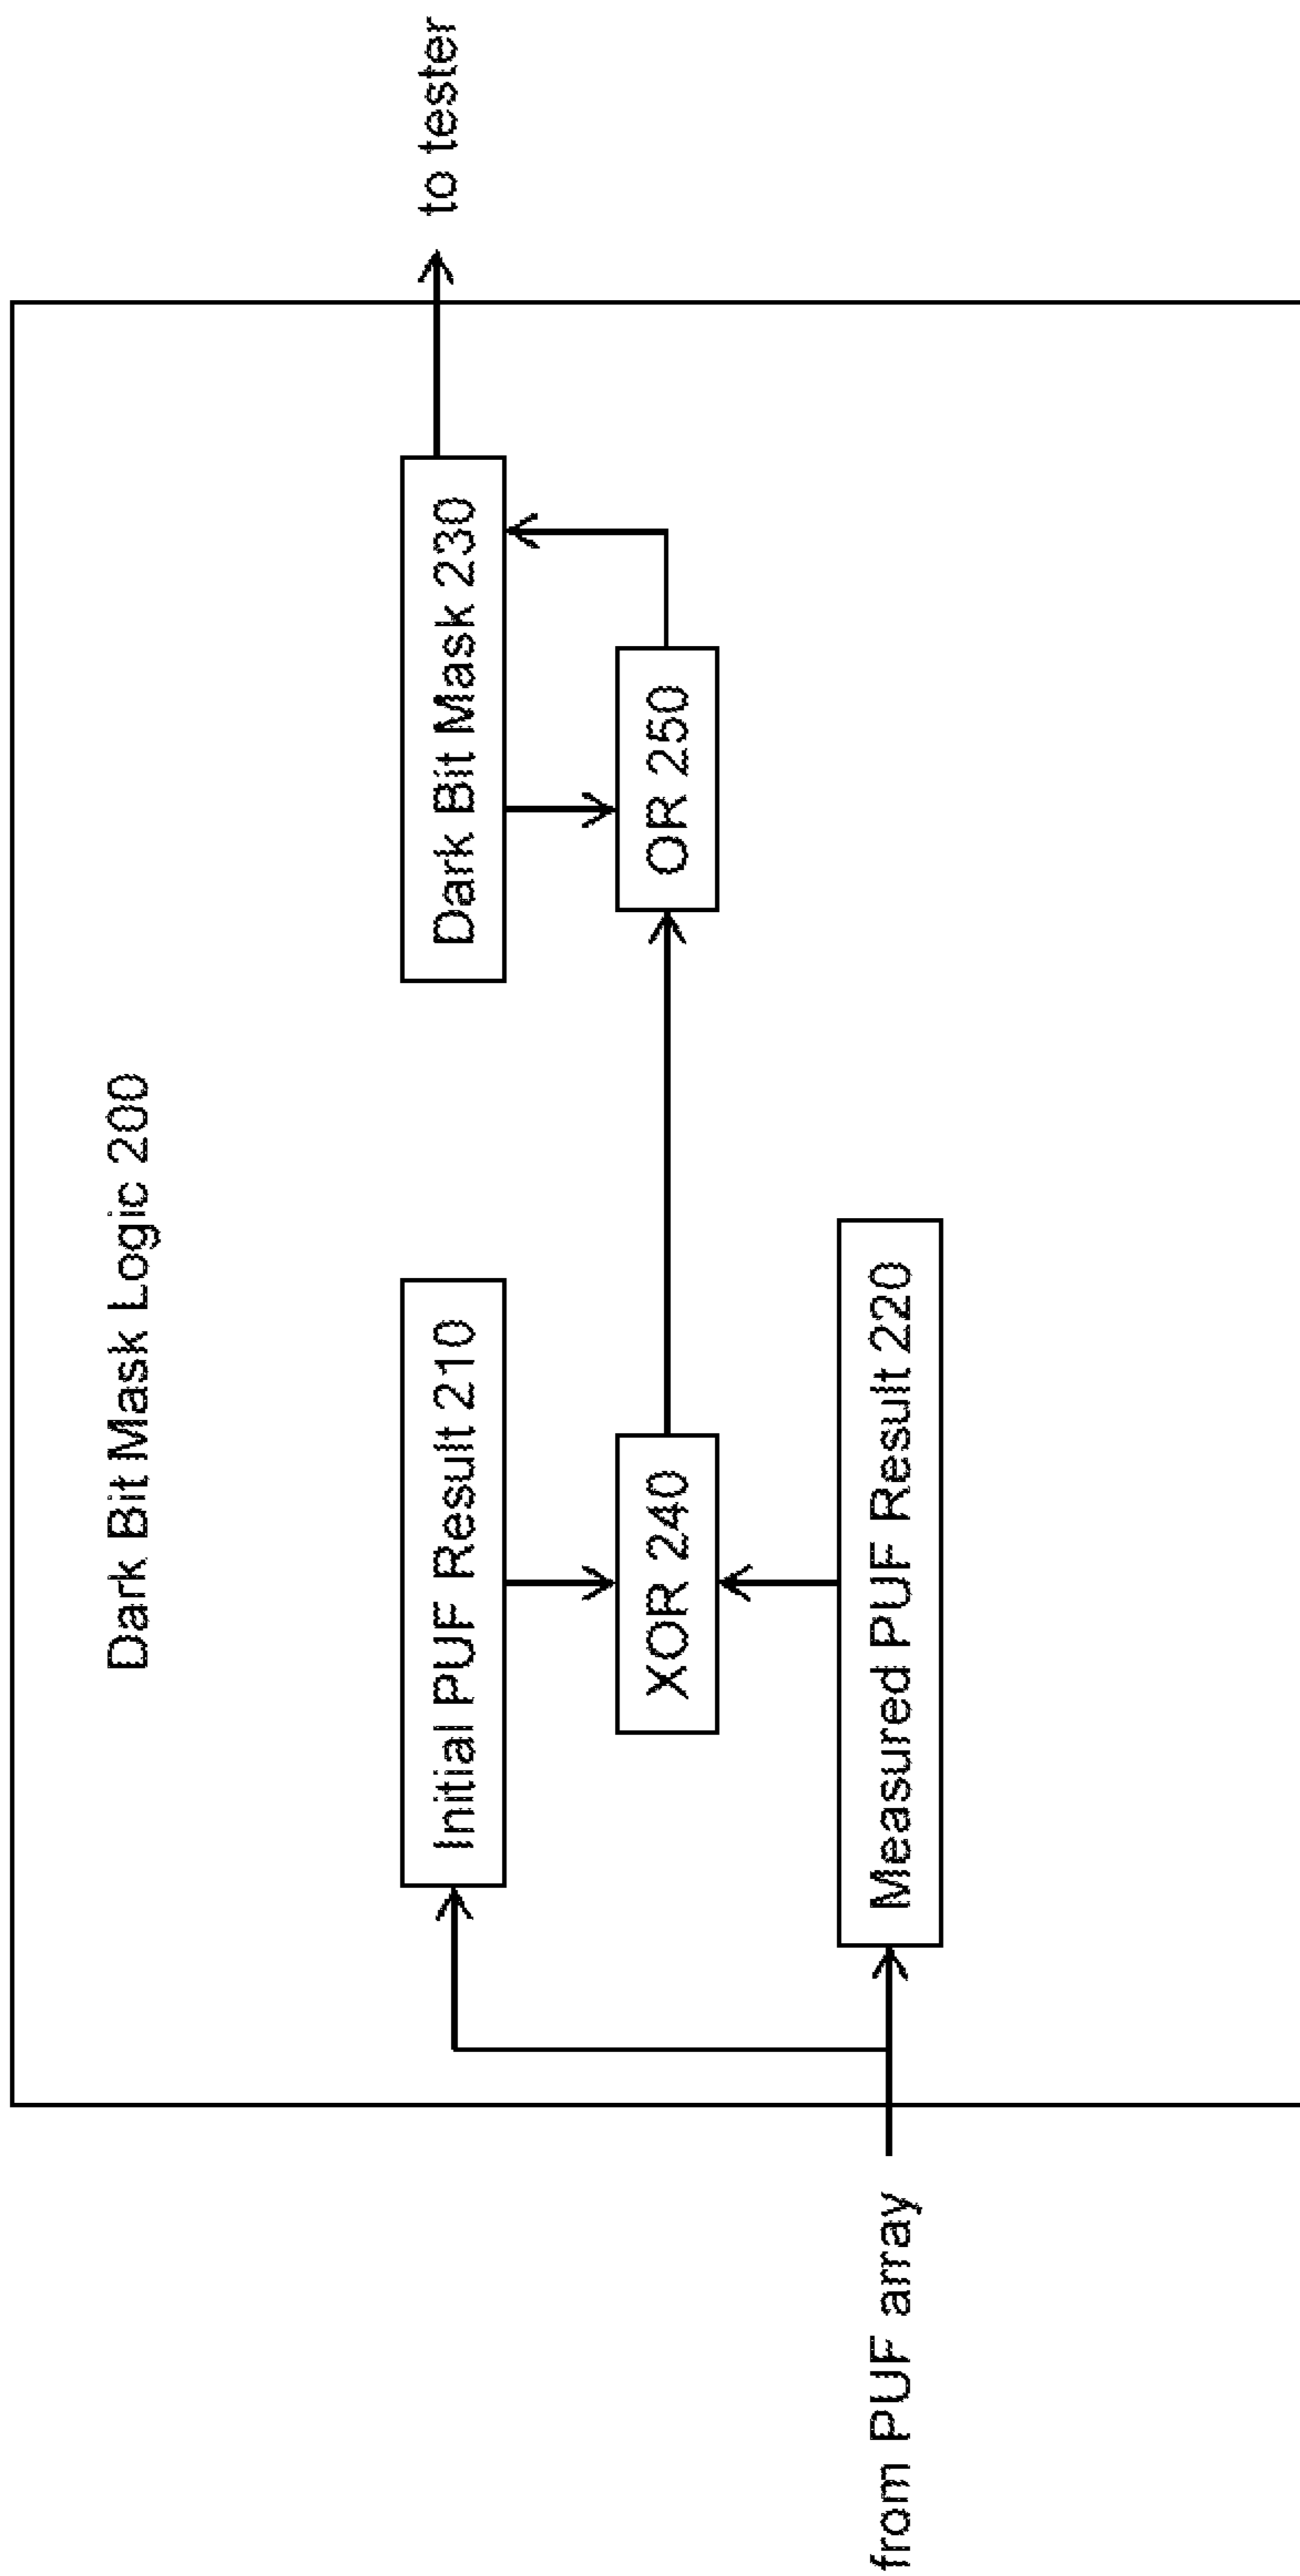 Dark Bit Mask Logic 200
Initial PUF Result 210
Dark Bit Mask 230
to tester
XOR 240
OR 250
from PUF array
Measured PUF Result 220